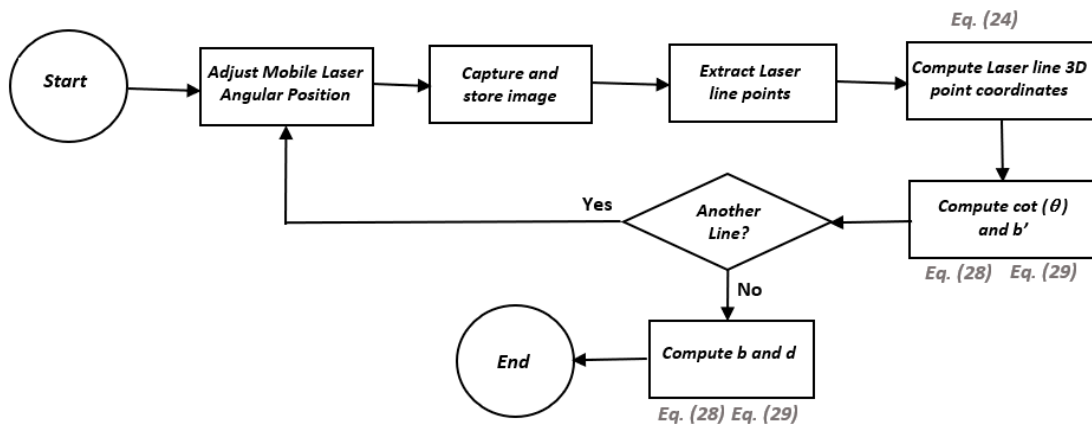 Eq. (24)
Start
Adjust Mobile Laser
Angular Position
Capture and
store image
Extract Laser
line points
Compute Laser line 3D
point coordinates
Compute cot (θ)
and b’
Eq. (28) Eq. (29)
Another
Line?
Yes
No
Compute b and d
Eq. (28) Eq. (29)
End